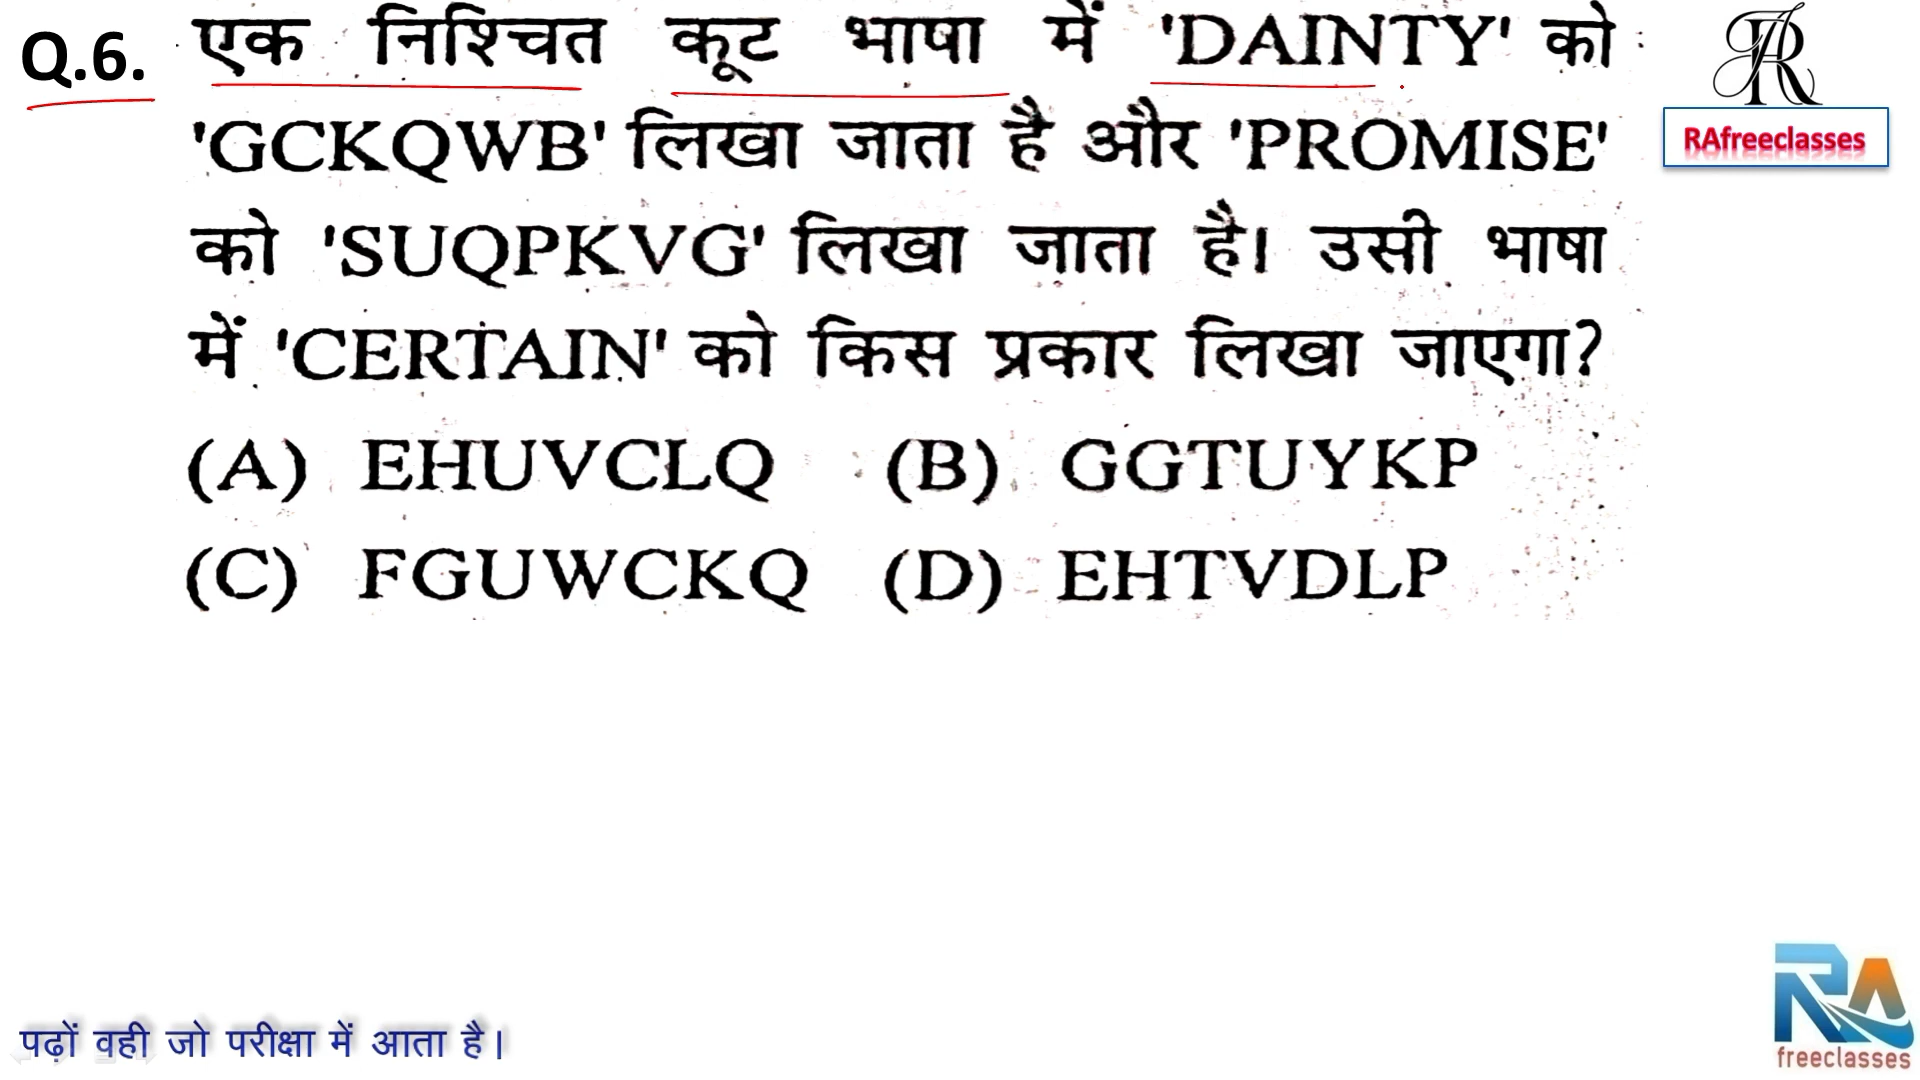 Q.6. एक निश्चित कूट भाषा में 'DAINTY' को
'GCKQWB' लिखा जाता है और 'PROMISE'
को 'SUQPKVG' लिखा जाता है। उसी भाषा
में 'CERTAIN' को किस प्रकार लिखा जाएगा?
(A) EHUVCLQ (B) GGTUYKP
(C) FGUWCKQ (D) EHTVDLP
RAfreeclasses
पढ़ों वही जो परीक्षा में आता है।
RA
freeclasses